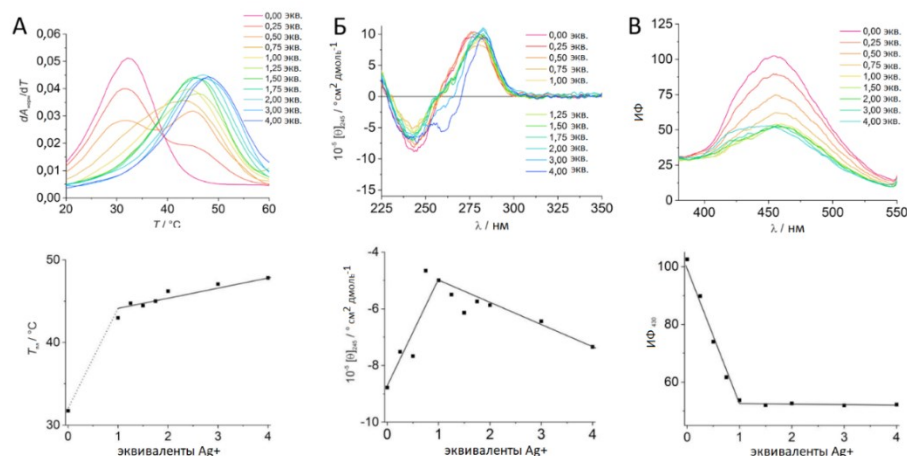 А
Б
В
dAнорм/dT
0,06
0,05
0,04
0,03
0,02
0,01
0,00
20
30
40
50
60
T / °C
0,00 экв.
0,25 экв.
0,50 экв.
0,75 экв.
1,00 экв.
1,25 экв.
1,50 экв.
1,75 экв.
2,00 экв.
3,00 экв.
4,00 экв.
10⁻⁵ [θ]245 / ° см² дмоль⁻¹
10
5
0
-5
-10
-15
225
250
275
300
325
350
λ / нм
0,00 экв.
0,25 экв.
0,50 экв.
0,75 экв.
1,00 экв.
1,25 экв.
1,50 экв.
1,75 экв.
2,00 экв.
3,00 экв.
4,00 экв.
ИФ
125
100
75
50
25
0
400
450
500
550
λ / нм
0,00 экв.
0,25 экв.
0,50 экв.
0,75 экв.
1,00 экв.
1,50 экв.
2,00 экв.
3,00 экв.
4,00 экв.
Tпл / °C
50
40
30
0
1
2
3
4
эквиваленты Ag+
10⁻⁵ [θ]245 / ° см² дмоль⁻¹
-4
-6
-8
-10
0
1
2
3
4
эквиваленты Ag+
ИФ
100
80
60
0
1
2
3
4
эквиваленты Ag+